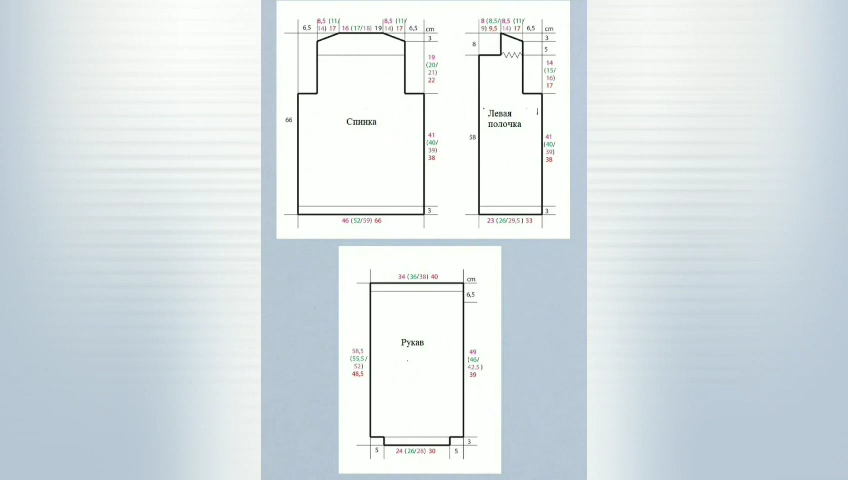 8,5 (11/ 8,5 (11/
6,5 14) 17 16 (17/18) 19 14) 17 6,5 cm
3
19
(20/
21)
22
66
Спинка
41
(40/
39)
38
3
46 (52/59) 66
8 (8,5/ 8,5 (11/
9) 9,5 14) 17 6,5 cm
3
8
5
14
(15/
16)
17
Левая
полочка
58
41
(40/
39)
38
3
23 (26/29,5) 33
34 (36/38) 40
cm
6,5
Рукав
58,5
(55,5/
52)
48,5
49
(46/
42,5)
39
3
5 24 (26/28) 30 5